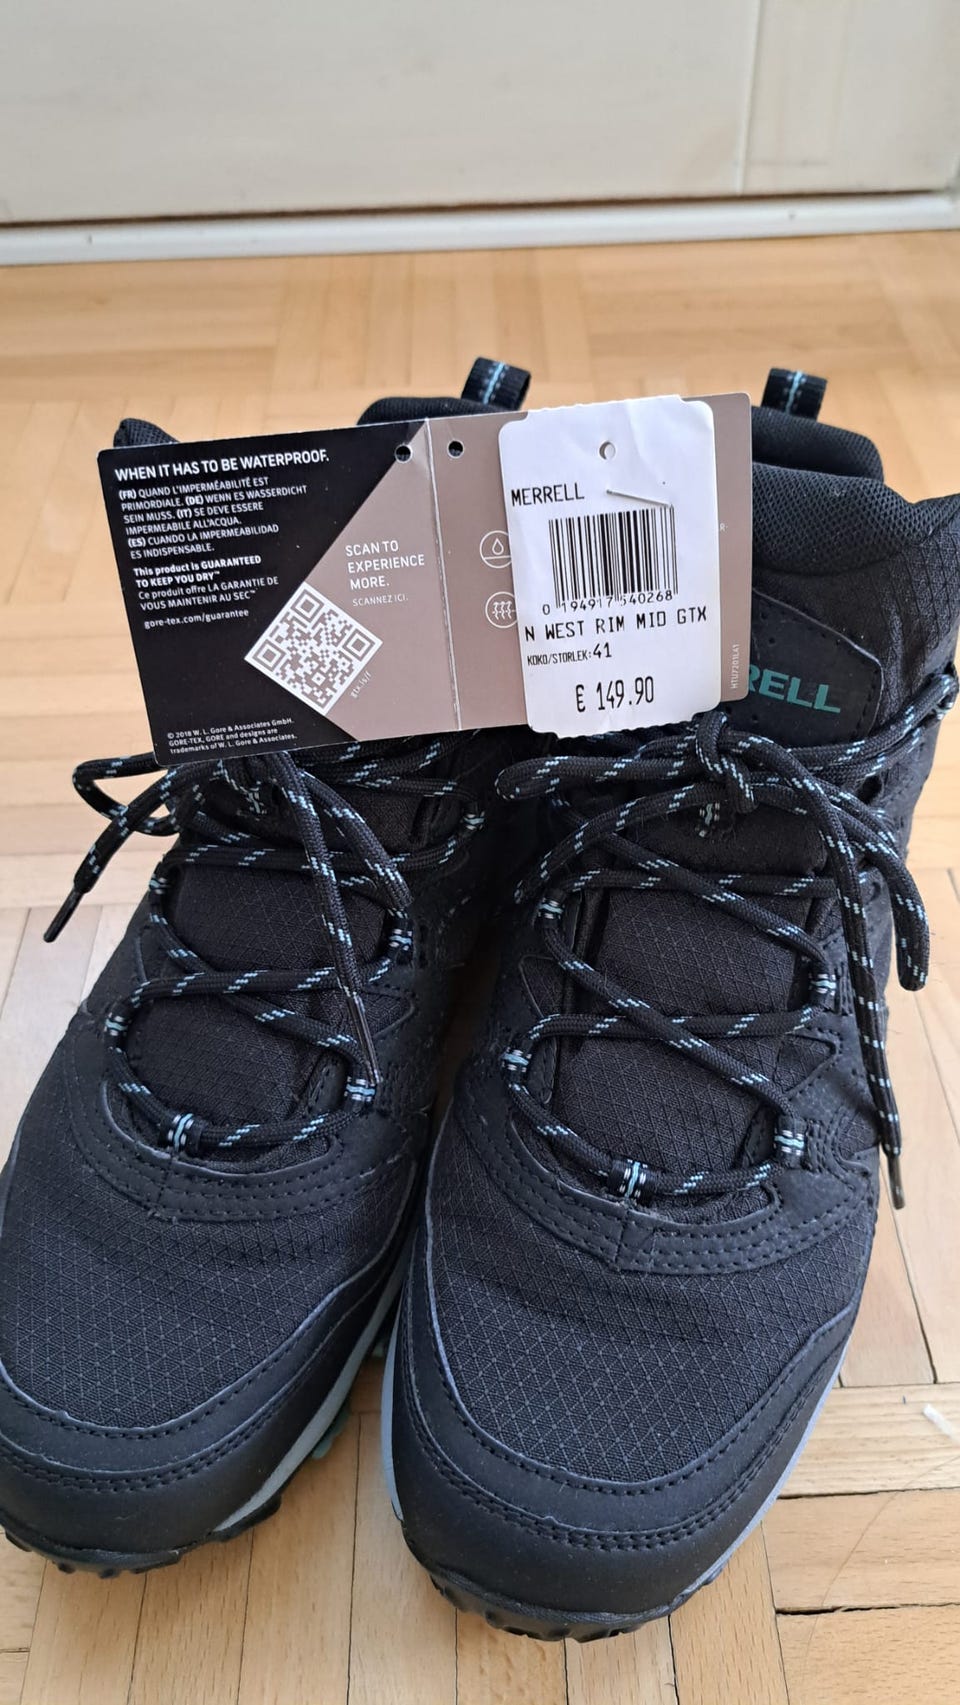 WHEN IT HAS TO BE WATERPROOF.
(FR) QUAND L'IMPERMÉABILITÉ EST
PRIMORDIALE. (DE) WENN ES WASSERDICHT
SEIN MUSS. (IT) SE DEVE ESSERE
IMPERMEABILE ALL'ACQUA.
(ES) CUANDO LA IMPERMEABILIDAD
ES INDISPENSABLE.
This product is GUARANTEED
TO KEEP YOU DRY™
Ce produit offre LA GARANTIE DE
VOUS MAINTENIR AU SEC™
gore-tex.com/guarantee
© 2018 W. L. Gore & Associates GmbH.
GORE-TEX, GORE and designs are
trademarks of W. L. Gore & Associates.
SCAN TO
EXPERIENCE
MORE.
SCANNEZ ICI.
MERRELL
0 194917 540268
N WEST RIM MID GTX
KOKO/STORLEK: 41
€ 149.90
HTU7201LA1
RELL